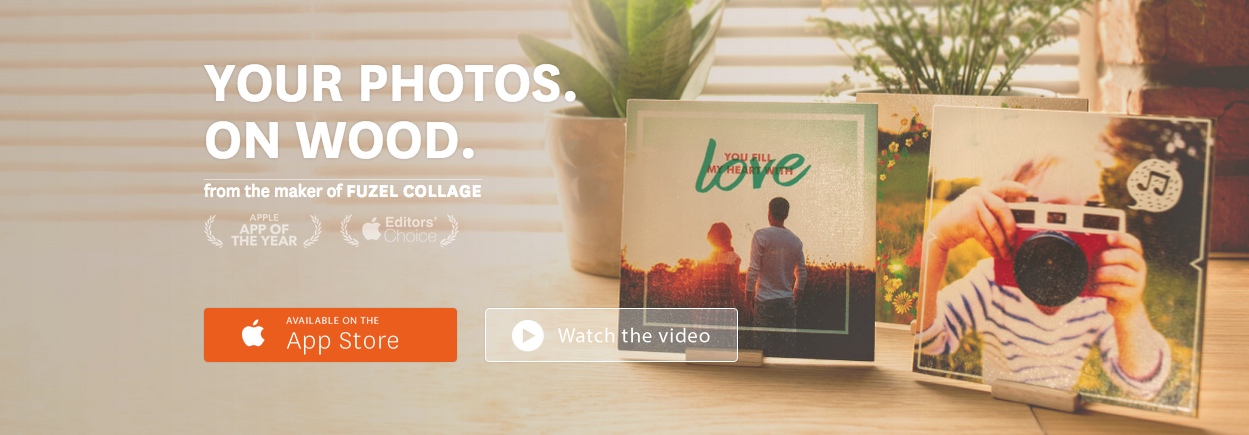 YOUR PHOTOS.
ON WOOD.
from the maker of FUZEL COLLAGE
APPLE
APP OF
THE YEAR
Editors'
Choice
AVAILABLE ON THE
App Store
Watch the video
YOU FILL
MY HEART WITH
love